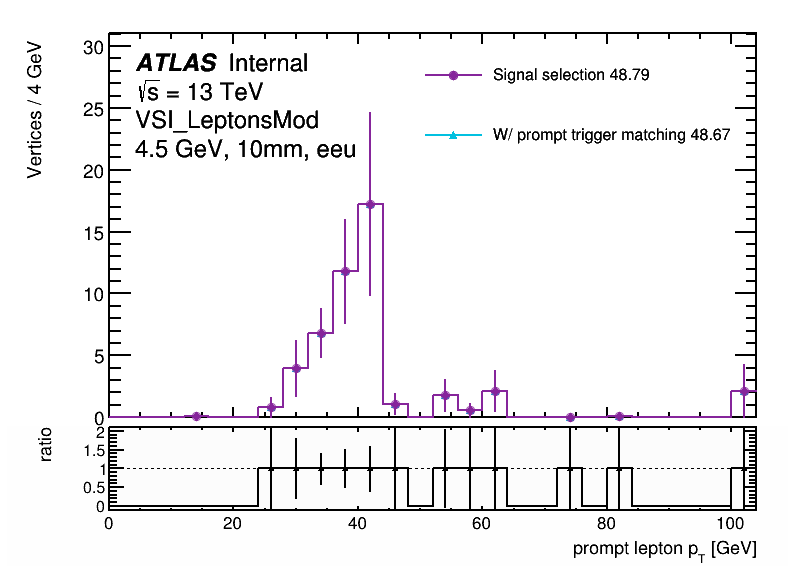 ATLAS Internal
√s = 13 TeV
VSI_LeptonsMod
4.5 GeV, 10mm, eeu
Signal selection 48.79
W/ prompt trigger matching 48.67
Vertices / 4 GeV
30
25
20
15
10
5
0
ratio
2
1.5
1
0.5
0
0 20 40 60 80 100
prompt lepton pT [GeV]